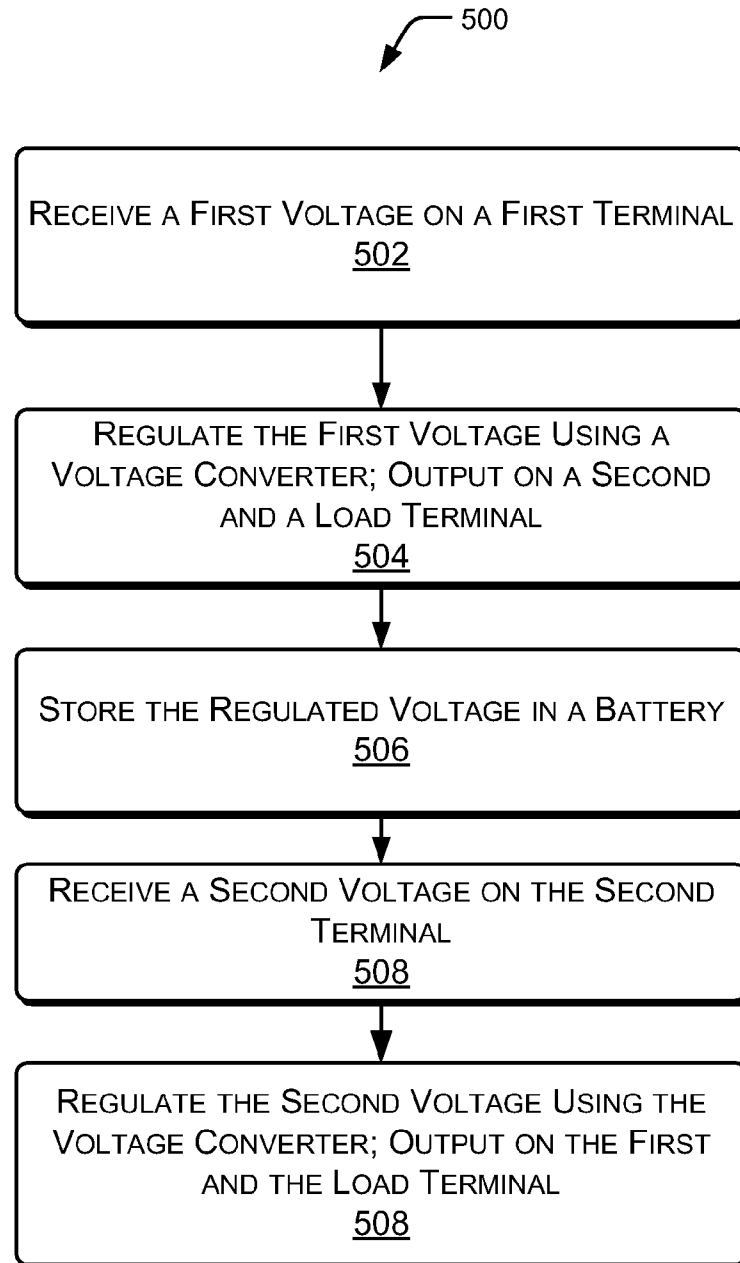 500
RECEIVE A FIRST VOLTAGE ON A FIRST TERMINAL
502
REGULATE THE FIRST VOLTAGE USING A
VOLTAGE CONVERTER; OUTPUT ON A SECOND
AND A LOAD TERMINAL
504
STORE THE REGULATED VOLTAGE IN A BATTERY
506
RECEIVE A SECOND VOLTAGE ON THE SECOND
TERMINAL
508
REGULATE THE SECOND VOLTAGE USING THE
VOLTAGE CONVERTER; OUTPUT ON THE FIRST
AND THE LOAD TERMINAL
508